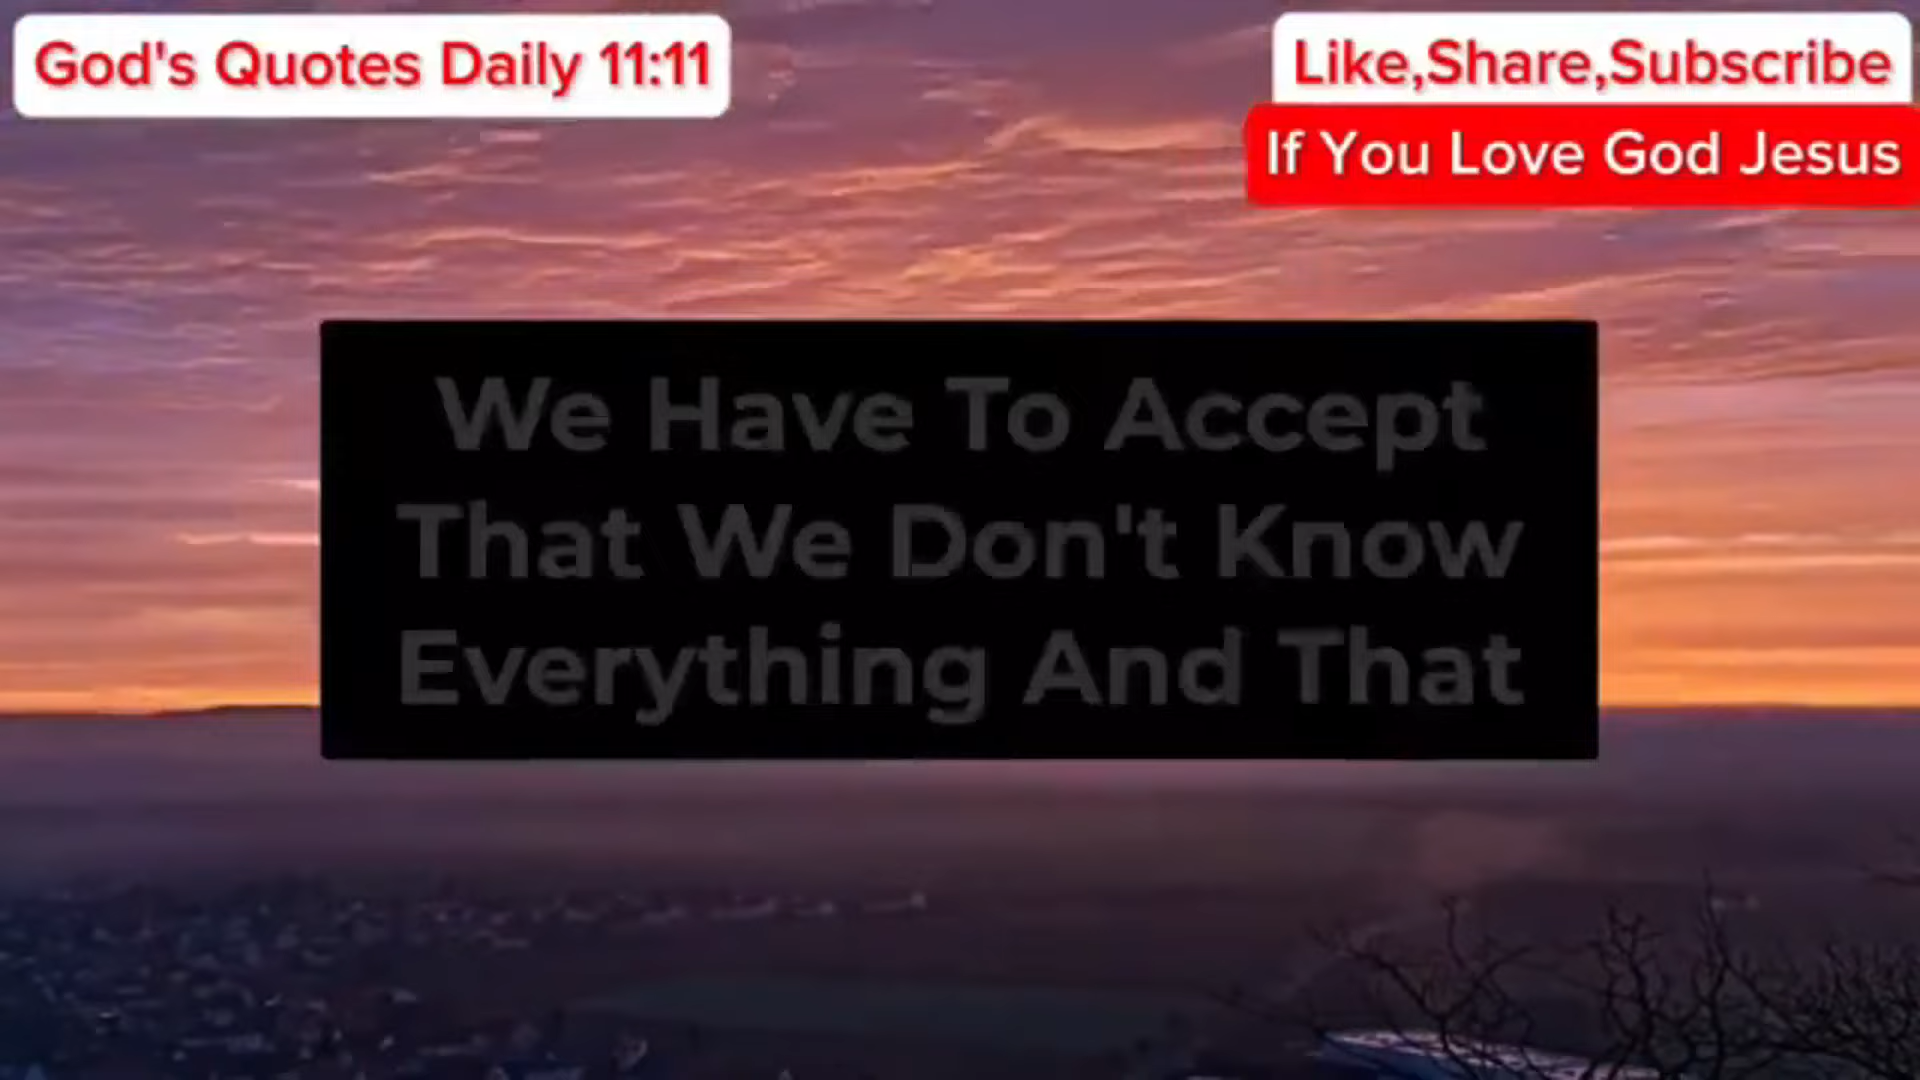 God's Quotes Daily 11:11
Like,Share,Subscribe
If You Love God Jesus
We Have To Accept
That We Don't Know
Everything And That